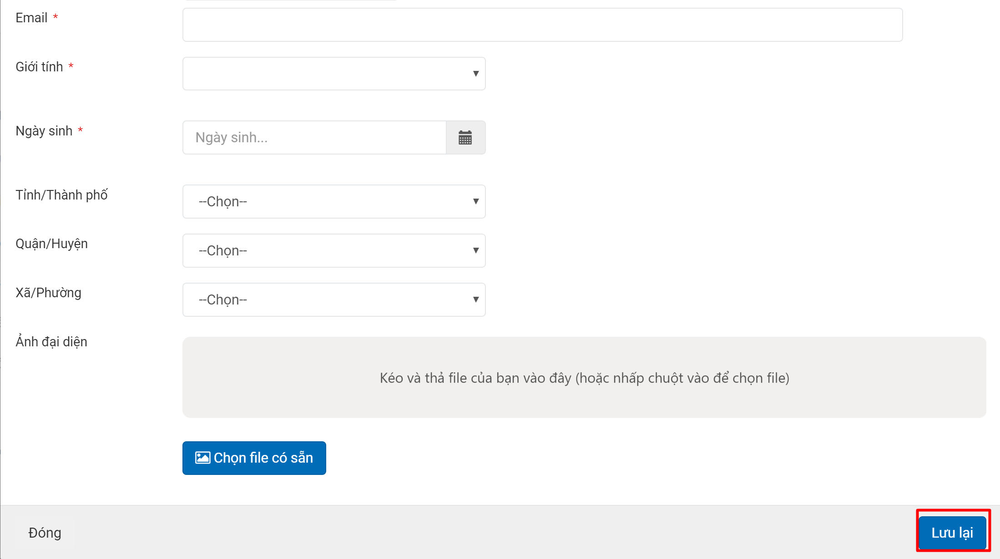 Email *
Giới tính *
Ngày sinh *
Ngày sinh...
Tỉnh/Thành phố
--Chọn--
Quận/Huyện
--Chọn--
Xã/Phường
--Chọn--
Ảnh đại diện
Kéo và thả file của bạn vào đây (hoặc nhấp chuột vào để chọn file)
Chọn file có sẵn
Đóng
Lưu lại